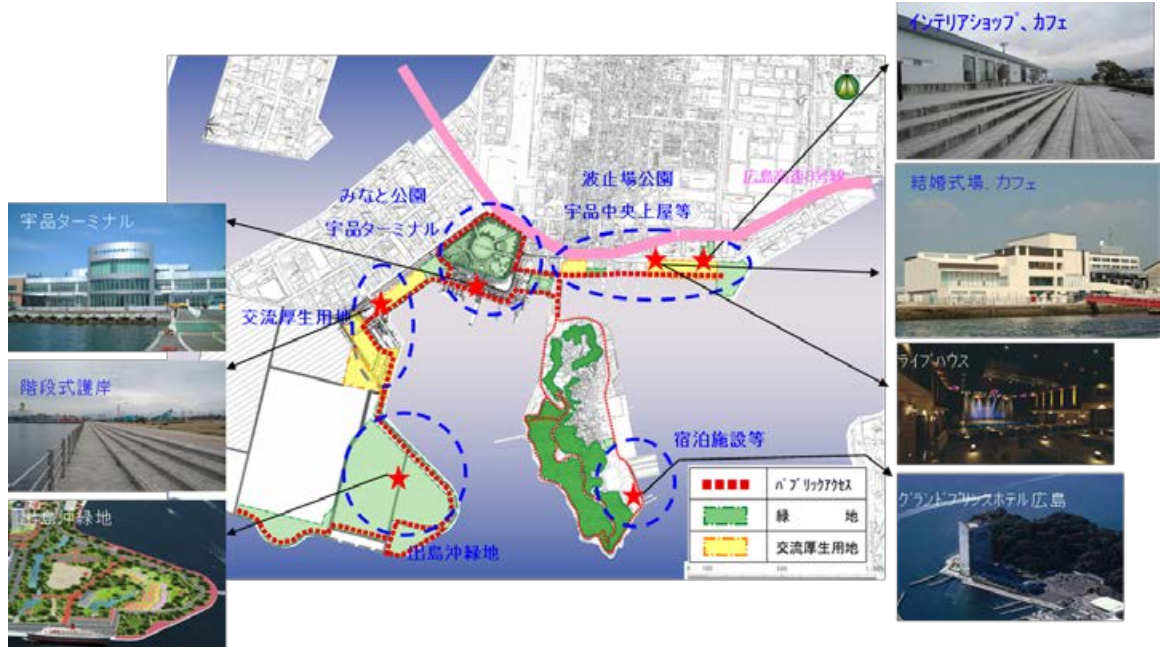 インテリアショップ、カフェ
結婚式場、カフェ
ライブハウス
グランドプリンスホテル広島
宇品ターミナル
階段式護岸
出島沖緑地
みなと公園
宇品ターミナル
波止場公園
宇品中央上屋等
広島高速3号線
交流厚生用地
宿泊施設等
出島沖緑地
パブリックアクセス
緑 地
交流厚生用地
0 100 500